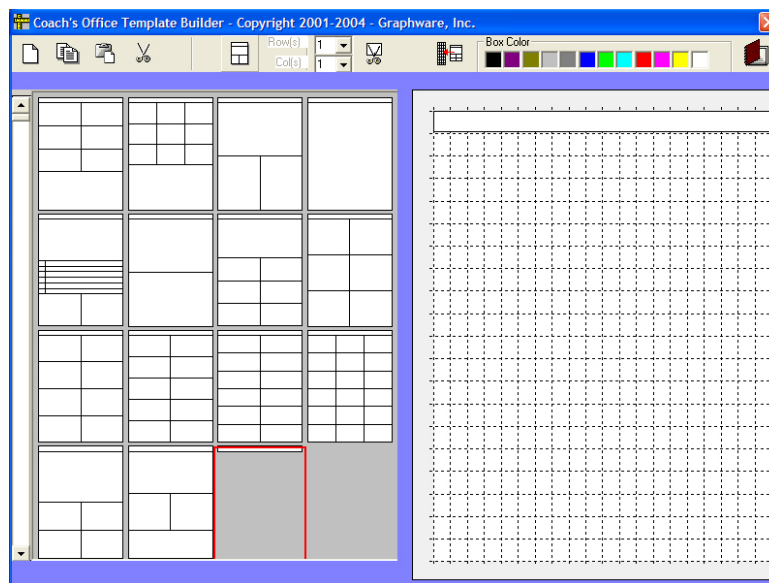 Coach's Office Template Builder - Copyright 2001-2004 - Graphware, Inc.
Row(s) 1
Col(s) 1
Box Color